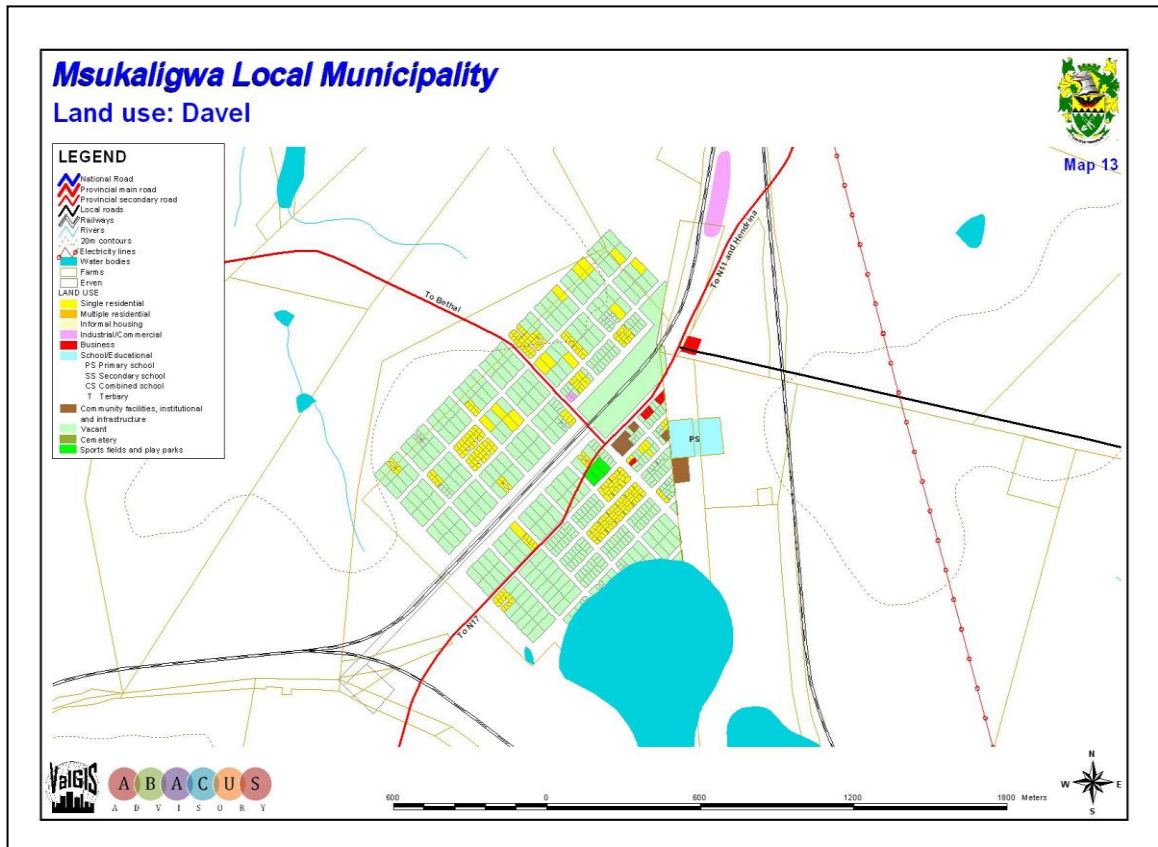 Msukaligwa Local Municipality
Land use: Davel
Map 13
LEGEND
National Road
Provincial main road
Provincial secondary road
Local roads
Railways
Rivers
20m contours
Electricity lines
Water bodies
Farms
Erven
LAND USE
Single residential
Multiple residential
Informal housing
Industrial/Commercial
Business
School/Educational
PS Primary school
SS Secondary school
CS Combined school
T Tertiary
Community facilities, institutional
and infrastructure
Vacant
Cemetery
Sports fields and play parks
To Bethal
To N11 and Hendrina
PS
To N17
ValGIS
ABACUS
ADVISORY
600 0 600 1200 1800 Meters
N
W E
S